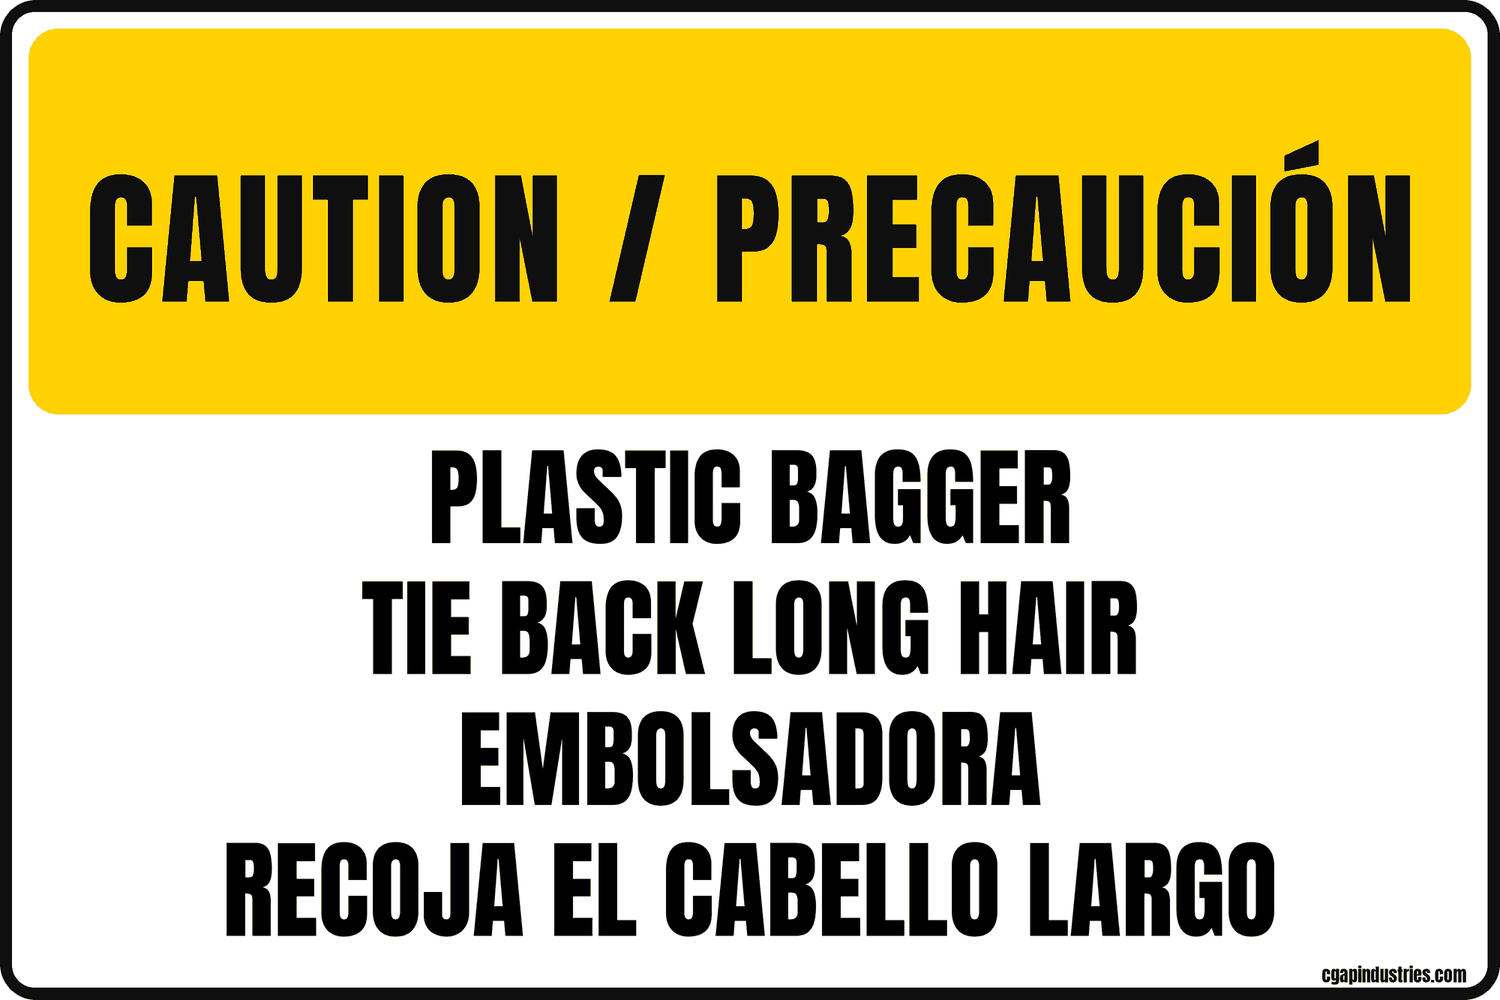 CAUTION / PRECAUCIÓN
PLASTIC BAGGER
TIE BACK LONG HAIR
EMBOLSADORA
RECOJA EL CABELLO LARGO
cgapindustries.com